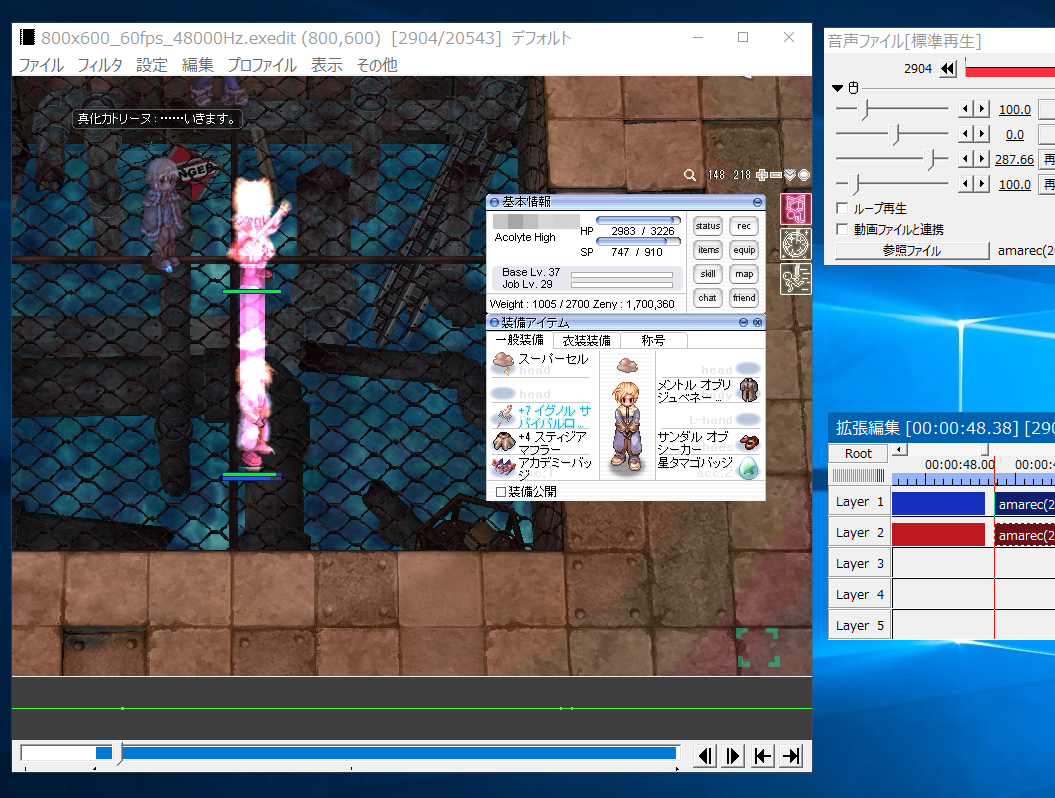 800x600_60fps_48000Hz.exedit (800,600)  [2904/20543]  デフォルト
ファイル フィルタ 設定 編集 プロファイル 表示 その他
真化カトリーヌ : ……いきます。
148 218
基本情報
Acolyte High
HP 2983 / 3226
SP 747 / 910
Base Lv. 37
Job Lv. 29
Weight : 1005 / 2700 Zeny : 1,700,360
status rec
items equip
skill map
chat friend
装備アイテム
一般装備 衣装装備 称号
スーパーセル
head
head
+7 イグノル サバイバルロ...
+4 スティジアマフラー
アカデミーバッジ
head
メントル オブリジュベネー...
L-hand
サンダル オブシーカー
星タマゴバッジ
acc.2
装備公開
音声ファイル[標準再生]
2904
100.0
0.0
287.66 再
100.0 再
ループ再生
動画ファイルと連携
参照ファイル amarec(20
拡張編集 [00:00:48.38] [290
Root
00:00:48.00 00:00:4
Layer 1 amarec(2
Layer 2 amarec(2
Layer 3
Layer 4
Layer 5